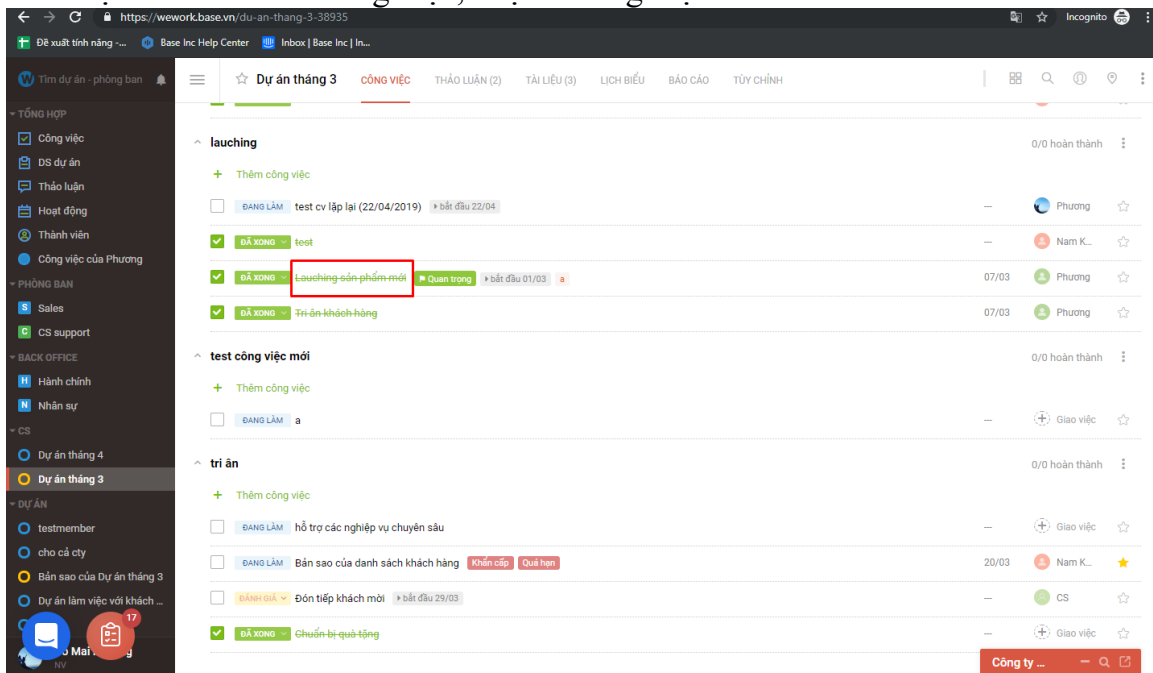 https://wework.base.vn/du-an-thang-3-38935
Incognito
Đề xuất tính năng -...
Base Inc Help Center
Inbox | Base Inc | In...
W
Tìm dự án - phòng ban
Dự án tháng 3
CÔNG VIỆC
THẢO LUẬN (2)
TÀI LIỆU (3)
LỊCH BIỂU
BÁO CÁO
TÙY CHỈNH
TỔNG HỢP
Công việc
DS dự án
Thảo luận
Hoạt động
Thành viên
Công việc của Phương
PHÒNG BAN
S Sales
C CS support
BACK OFFICE
H Hành chính
N Nhân sự
CS
Dự án tháng 4
Dự án tháng 3
DỰ ÁN
testmember
cho cả cty
Bản sao của Dự án tháng 3
Dự án làm việc với khách ...
17
NV
lauching
0/0 hoàn thành
+ Thêm công việc
ĐANG LÀM test cv lặp lại (22/04/2019) bắt đầu 22/04 — Phương
ĐÃ XONG test — Nam K...
ĐÃ XONG Lauching sản phẩm mới Quan trọng bắt đầu 01/03 a 07/03 Phương
ĐÃ XONG Tri ân khách hàng 07/03 Phương
test công việc mới
0/0 hoàn thành
+ Thêm công việc
ĐANG LÀM a — Giao việc
tri ân
0/0 hoàn thành
+ Thêm công việc
ĐANG LÀM hỗ trợ các nghiệp vụ chuyên sâu — Giao việc
ĐANG LÀM Bản sao của danh sách khách hàng Khẩn cấp Quá hạn 20/03 Nam K...
ĐÁNH GIÁ Đón tiếp khách mời bắt đầu 29/03 — CS
ĐÃ XONG Chuẩn bị quà tặng — Giao việc
Công ty ...